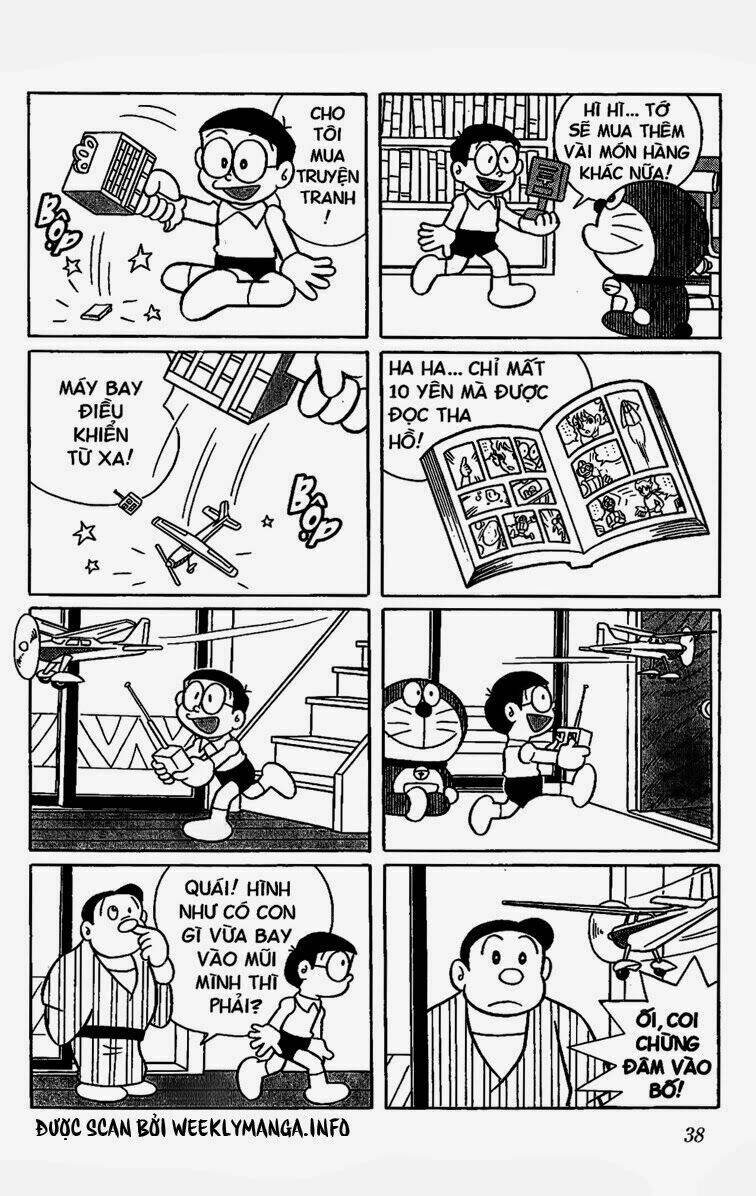 HÌ HÌ... TỚ
SẼ MUA THÊM
VÀI MÓN HÀNG
KHÁC NỮA!
CHO
TÔI
MUA
TRUYỆN
TRANH
!
BỘP
HA HA... CHỈ MẤT
10 YÊN MÀ ĐƯỢC
ĐỌC THA
HỒ!
MÁY BAY
ĐIỀU
KHIỂN
TỪ XA!
BỘP
ỐI, COI
CHỪNG
ĐÂM VÀO
BỐ!
QUÁI! HÌNH
NHƯ CÓ CON
GÌ VỪA BAY
VÀO MŨI
MÌNH THÌ
PHẢI?
ĐƯỢC SCAN BỞI WEEKLYMANGA.INFO
38